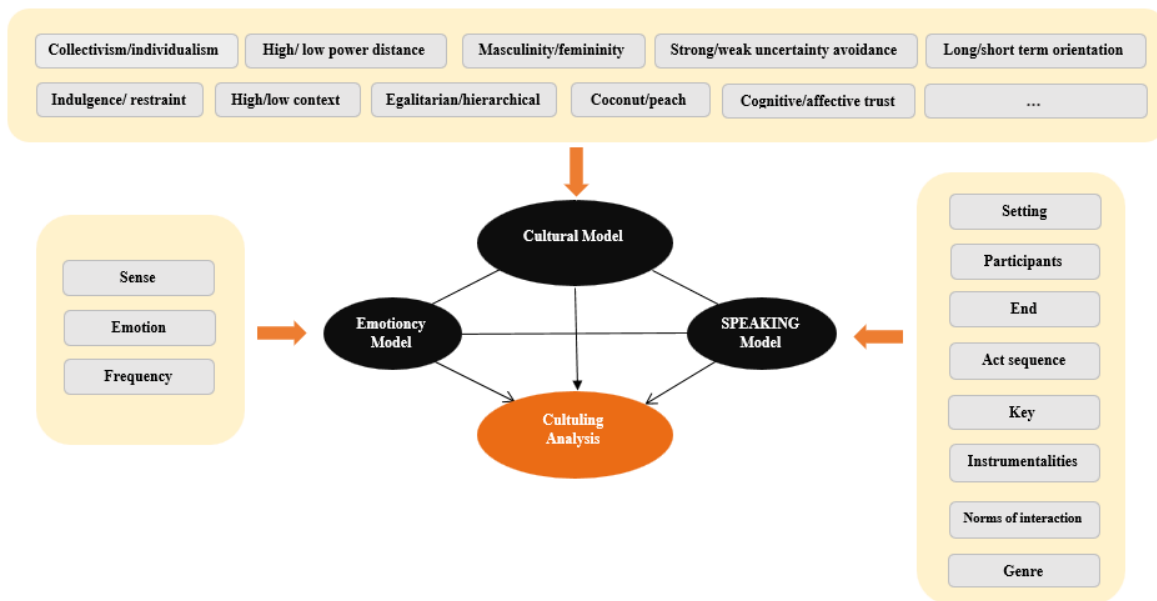 Collectivism/individualism
High/ low power distance
Masculinity/femininity
Strong/weak uncertainty avoidance
Long/short term orientation
Indulgence/ restraint
High/low context
Egalitarian/hierarchical
Coconut/peach
Cognitive/affective trust
…
Cultural Model
Sense
Emotion
Frequency
Emotioncy
Model
SPEAKING
Model
Cultuling
Analysis
Setting
Participants
End
Act sequence
Key
Instrumentalities
Norms of interaction
Genre